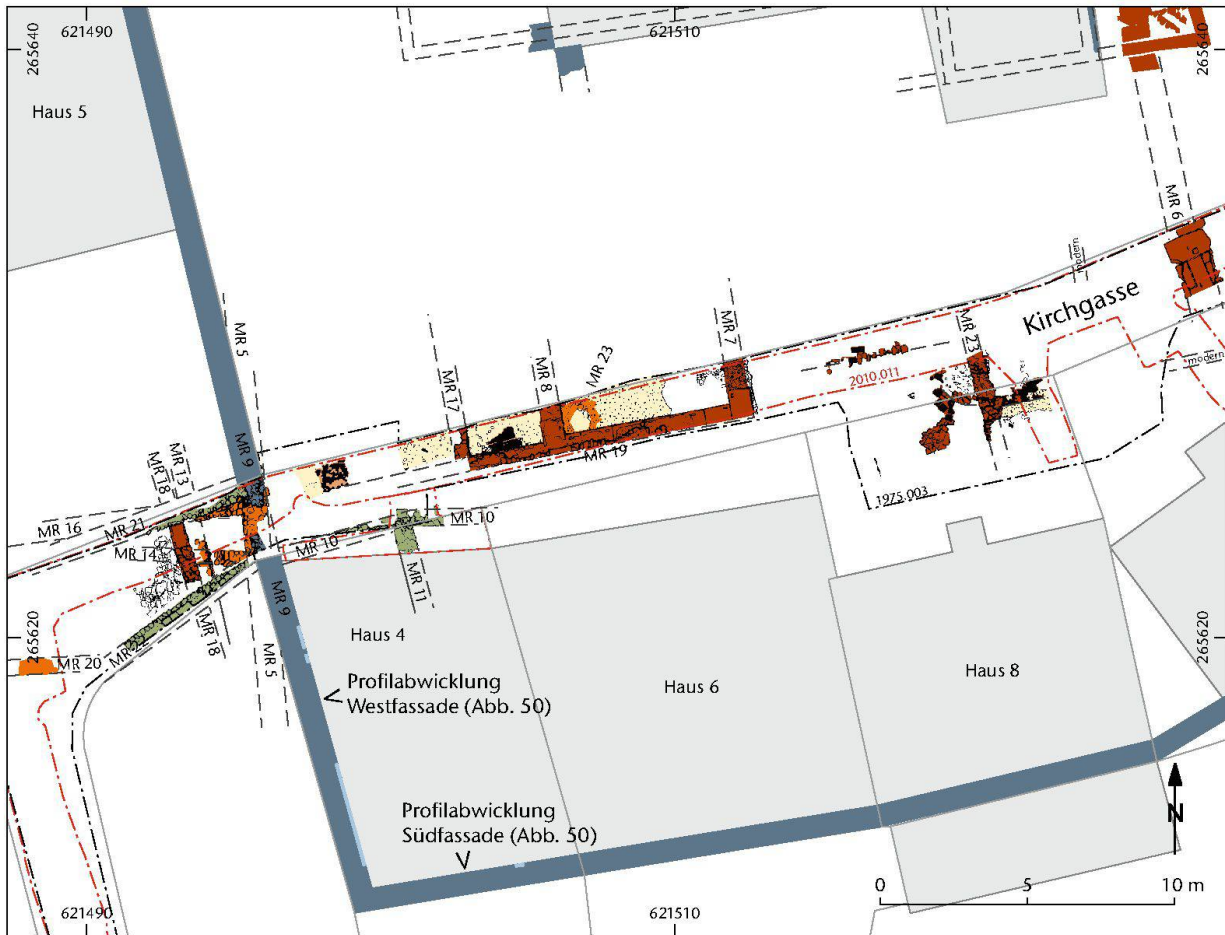 621490
621510
265640
265640
Haus 5
MR 6
modern
Kirchgasse
MR 5
MR 7
MR 23
MR 23
MR 8
MR 17
2010.011
modern
MR 19
MR 9
MR 13
MR 18
1975.003
MR 16
MR 21
MR 10
MR 14
MR 10
MR 11
MR 9
Haus 4
265620
265620
MR 18
MR 22
MR 20
MR 5
Haus 6
Haus 8
Profilabwicklung
Westfassade (Abb. 50)
Profilabwicklung
Südfassade (Abb. 50)
N
0 5 10 m
621490
621510